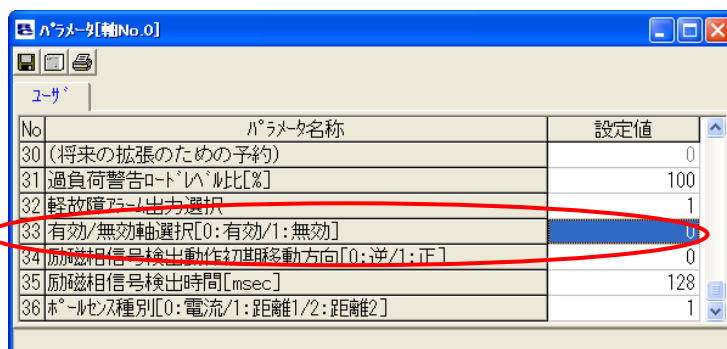 パラメータ[軸No.0]
ユーザ
No パラメータ名称 設定値
30 (将来の拡張のための予約) 0
31 過負荷警告ロードレベル比[%] 100
32 軽故障アラーム出力選択 1
33 有効/無効軸選択[0:有効/1:無効] 0
34 励磁相信号検出動作初期移動方向[0:逆/1:正] 0
35 励磁相信号検出時間[msec] 128
36 ポールセンス種別[0:電流/1:距離1/2:距離2] 1